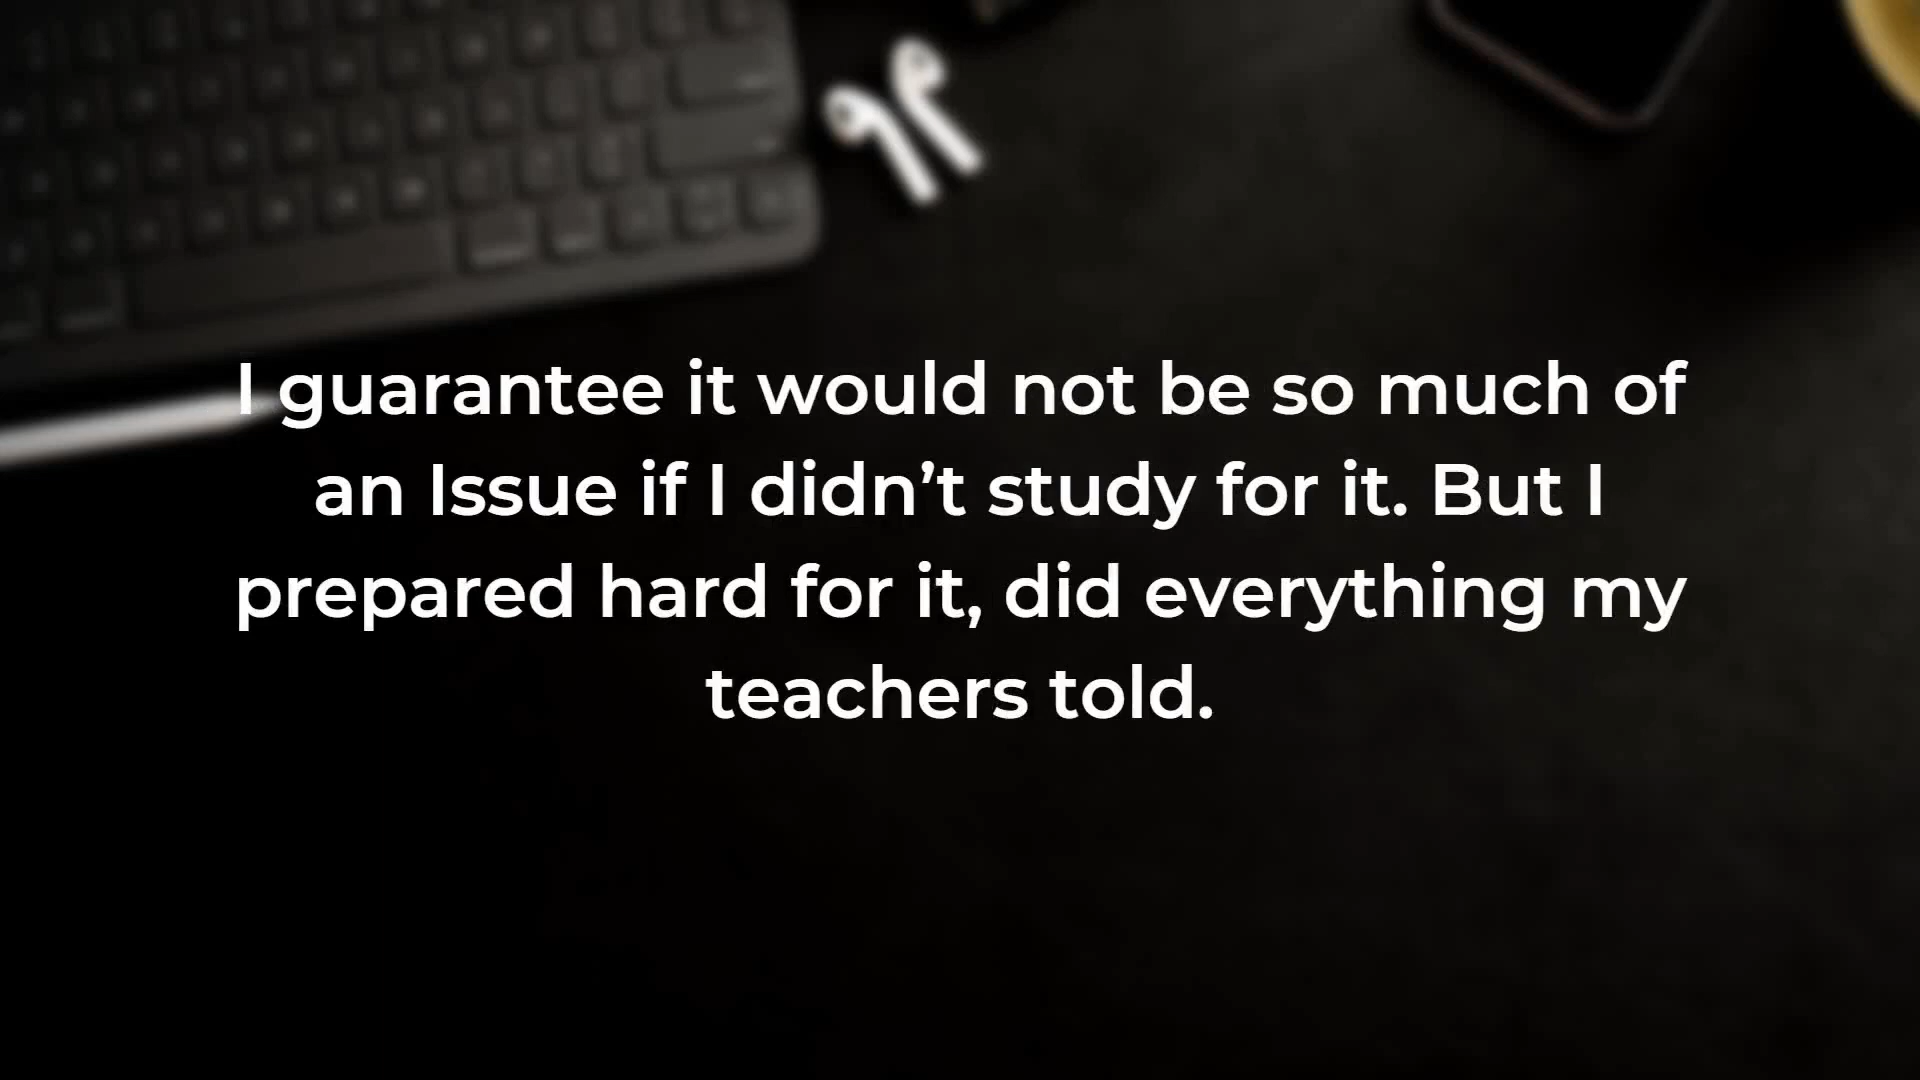 I guarantee it would not be so much of
an Issue if I didn’t study for it. But I
prepared hard for it, did everything my
teachers told.